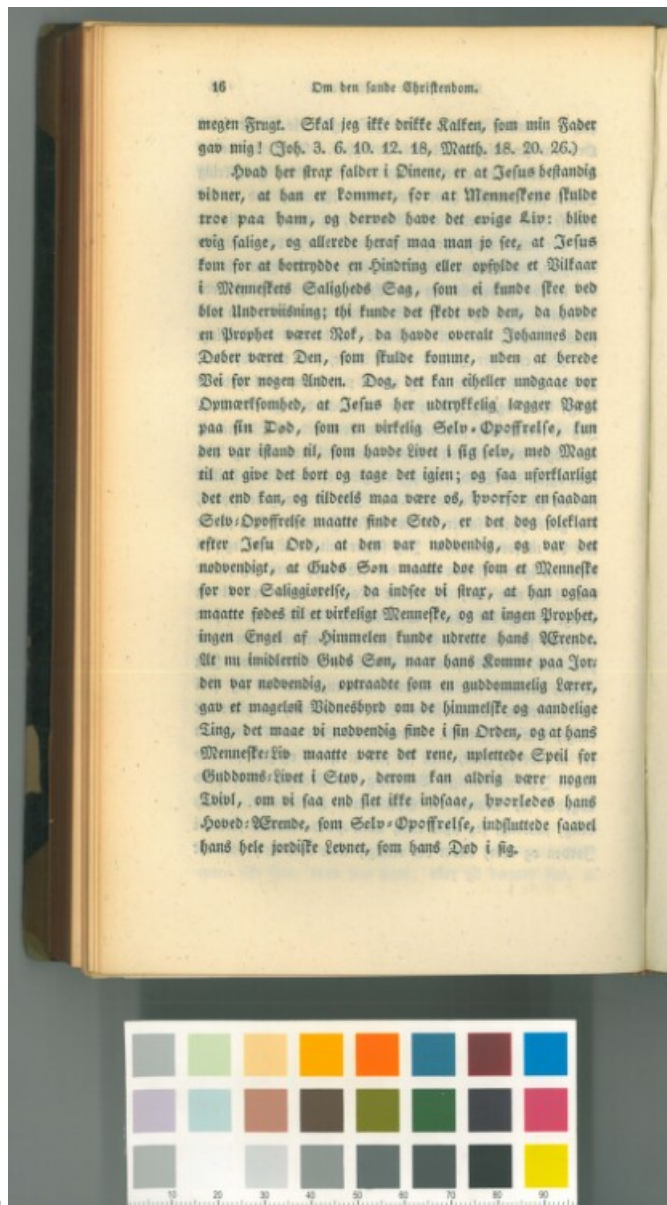 16 Om den sande Christendom.
megen Frugt. Skal jeg ikke drikke Kalken, som min Fader
gav mig! (Joh. 3. 6. 10. 12. 18, Matth. 18. 20. 26.)
Hvad her strax falder i Öinene, er at Jesus bestandig
vidner, at han er kommet, for at Menneskene skulde
troe paa ham, og derved have det evige Liv: blive
evig salige, og allerede heraf maa man jo see, at Jesus
kom for at bortrydde en Hindring eller opfylde et Vilkaar
i Menneskets Saligheds Sag, som ei kunde skee ved
blot Underviisning; thi kunde det skedt ved den, da havde
en Prophet været Nok, da havde overalt Johannes den
Døber været Den, som skulde komme, uden at berede
Vei for nogen Anden. Dog, det kan eiheller undgaae vor
Opmærksomhed, at Jesus her udtrykkelig lægger Vægt
paa sin Død, som en virkelig Selv-Opoffrelse, kun
den var istand til, som havde Livet i sig selv, med Magt
til at give det bort og tage det igien; og saa uforklarligt
det end kan, og tildeels maa være os, hvorfor en saadan
Selv-Opoffrelse maatte finde Sted, er det dog soleklart
efter Jesu Ord, at den var nødvendig, og var det
nødvendigt, at Guds Søn maatte døe som et Menneske
for vor Saliggiørelse, da indsee vi strax, at han ogsaa
maatte fødes til et virkeligt Menneske, og at ingen Prophet,
ingen Engel af Himmelen kunde udrette hans Ærende.
At nu imidlertid Guds Søn, naar hans Komme paa Jor-
den var nødvendig, optraadte som en guddommelig Lærer,
gav et mageløst Vidnesbyrd om de himmelske og aandelige
Ting, det maae vi nødvendig finde i sin Orden, og at hans
Menneske-Liv maatte være det rene, uplettede Speil for
Guddoms-Livet i Støv, derom kan aldrig være nogen
Tvivl, om vi saa end slet ikke indsaae, hvorledes hans
Hoved-Ærende, som Selv-Opoffrelse, indsluttede saavel
hans hele jordiske Levnet, som hans Død i sig.
10 20 30 40 50 60 70 80 90